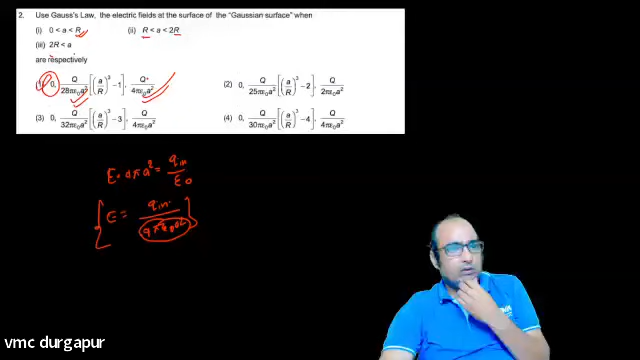 2. Use Gauss's Law, the electric fields at the surface of the "Gaussian surface" when
(i) 0 < a < R (ii) R < a < 2R
(iii) 2R < a
are respectively
(1) 0, Q/28πε₀a² [(a/R)³ − 1], Q/4πε₀a² (2) 0, Q/25πε₀a² [(a/R)³ − 2], Q/2πε₀a²
(3) 0, Q/32πε₀a² [(a/R)³ − 3], Q/4πε₀a² (4) 0, Q/30πε₀a² [(a/R)³ − 4], Q/4πε₀a²
E. 4πa² = qin/ε0
E = qin/4πε0a²
vmc durgapur